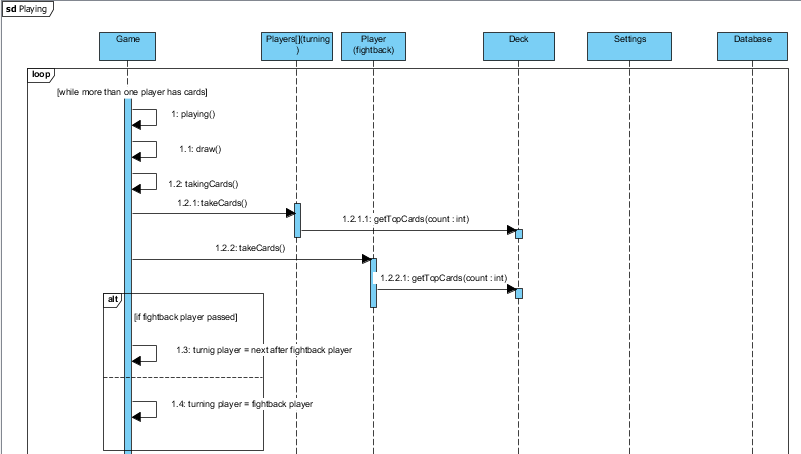 sd Playing
Game
Players[](turning
)
Player
(fightback)
Deck
Settings
Database
loop
[while more than one player has cards]
1: playing()
1.1: draw()
1.2: takingCards()
1.2.1: takeCards()
1.2.1.1: getTopCards(count : int)
1.2.2: takeCards()
1.2.2.1: getTopCards(count : int)
alt
[if fightback player passed]
1.3: turnig player = next after fightback player
1.4: turning player = fightback player